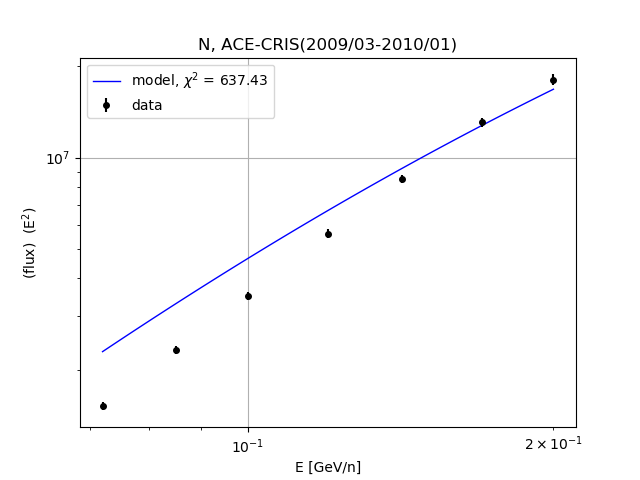 N, ACE-CRIS(2009/03-2010/01)
model, χ² = 637.43
data
10⁷
(flux) (E²)
10⁻¹
2 × 10⁻¹
E [GeV/n]